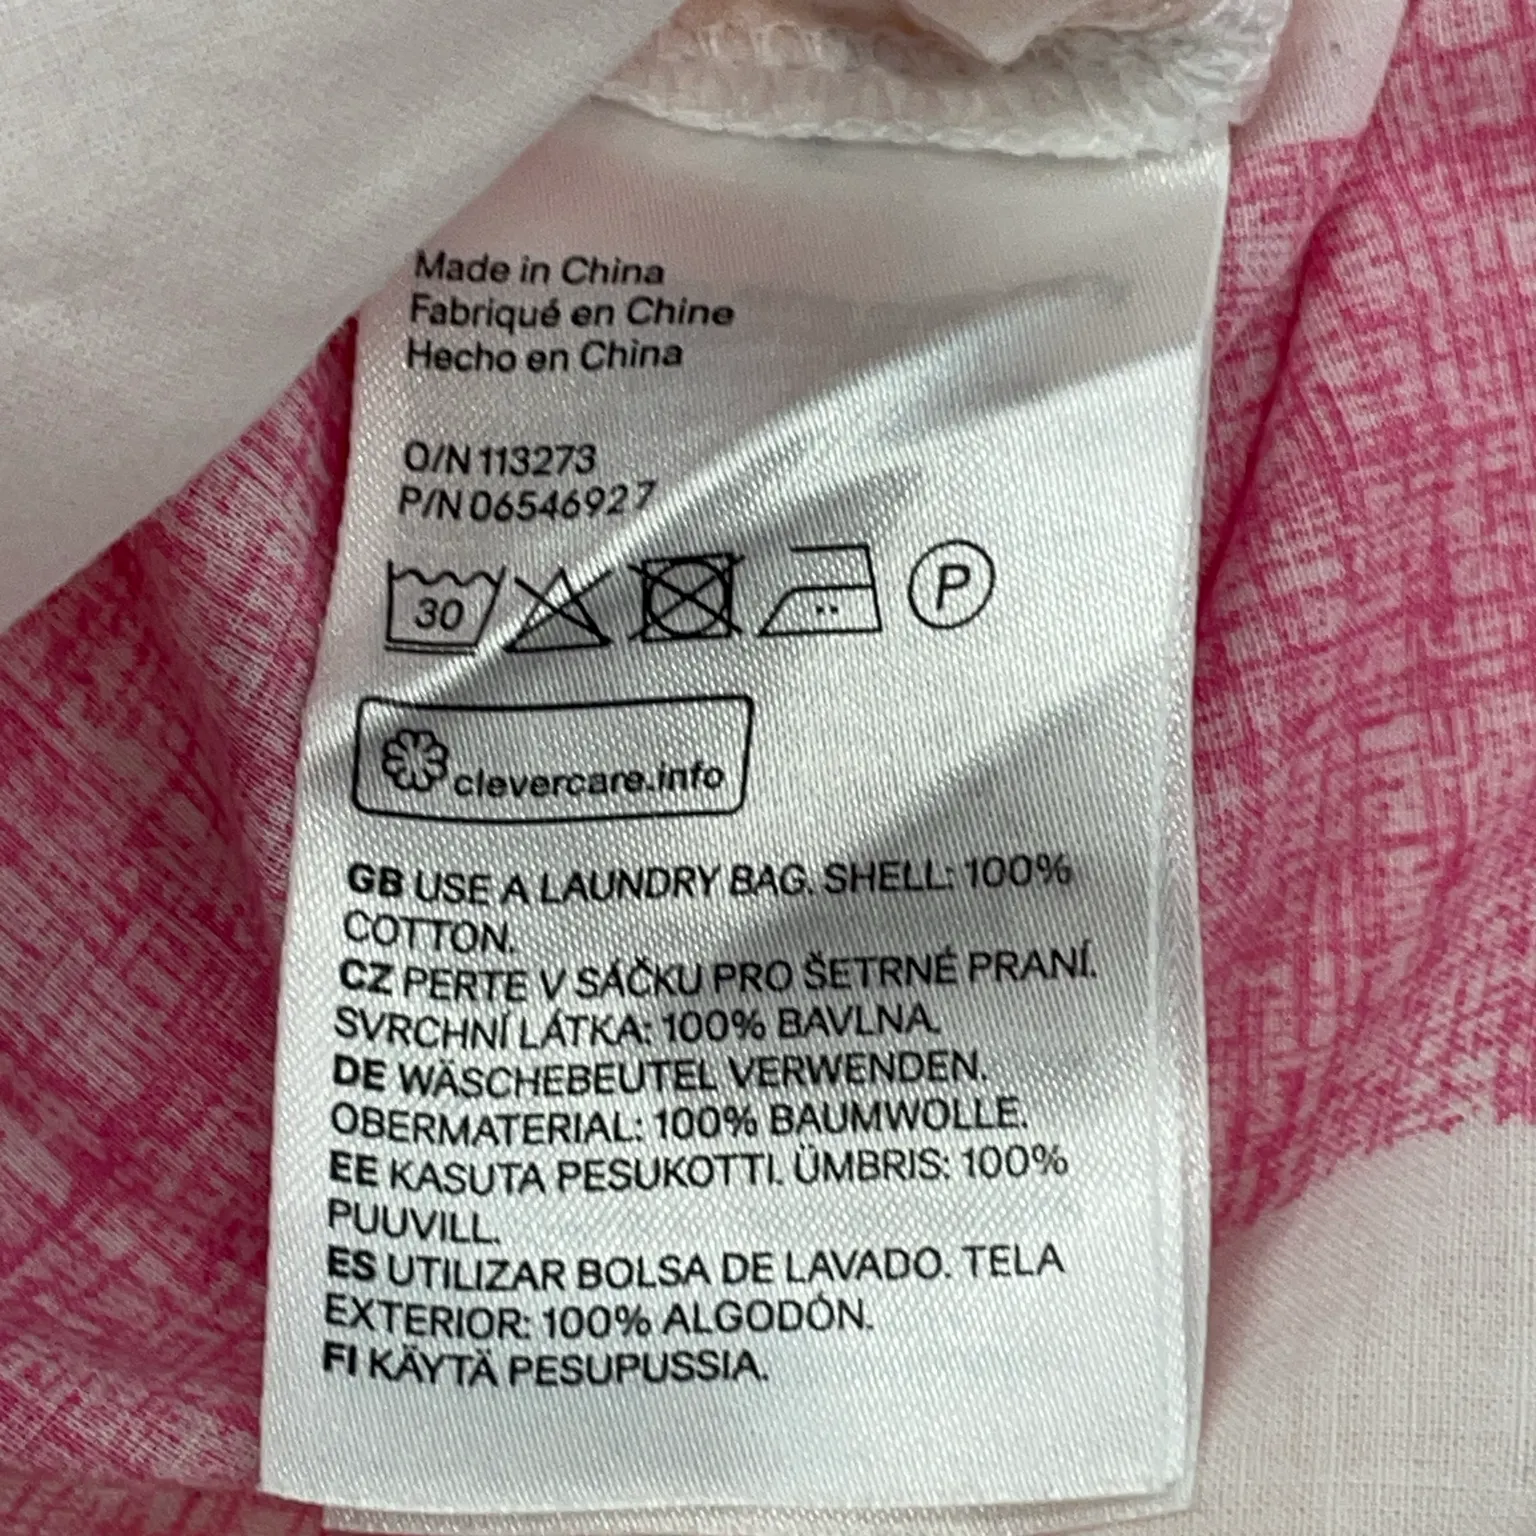 Made in China
Fabriqué en Chine
Hecho en China
O/N 113273
P/N 06546927
30 P
clevercare.info
GB USE A LAUNDRY BAG. SHELL: 100%
COTTON.
CZ PERTE V SÁČKU PRO ŠETRNÉ PRANÍ.
SVRCHNÍ LÁTKA: 100% BAVLNA.
DE WÄSCHEBEUTEL VERWENDEN.
OBERMATERIAL: 100% BAUMWOLLE.
EE KASUTA PESUKOTTI. ÜMBRIS: 100%
PUUVILL.
ES UTILIZAR BOLSA DE LAVADO. TELA
EXTERIOR: 100% ALGODÓN.
FI KÄYTÄ PESUPUSSIA.